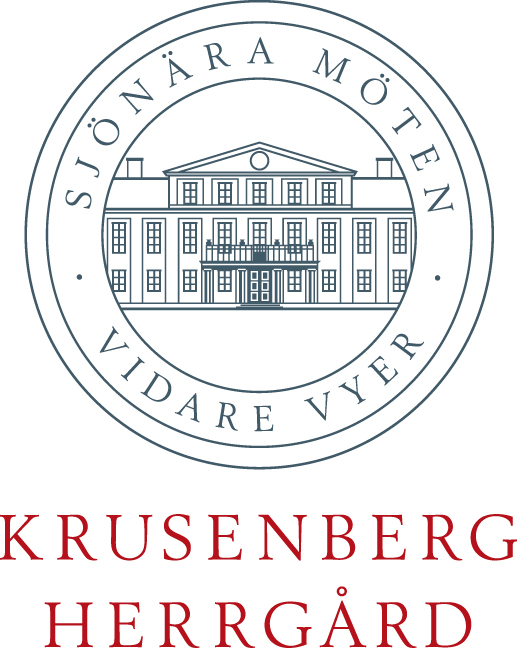 SJÖNÄRA MÖTEN
· VIDARE VYER ·
KRUSENBERG
HERRGÅRD